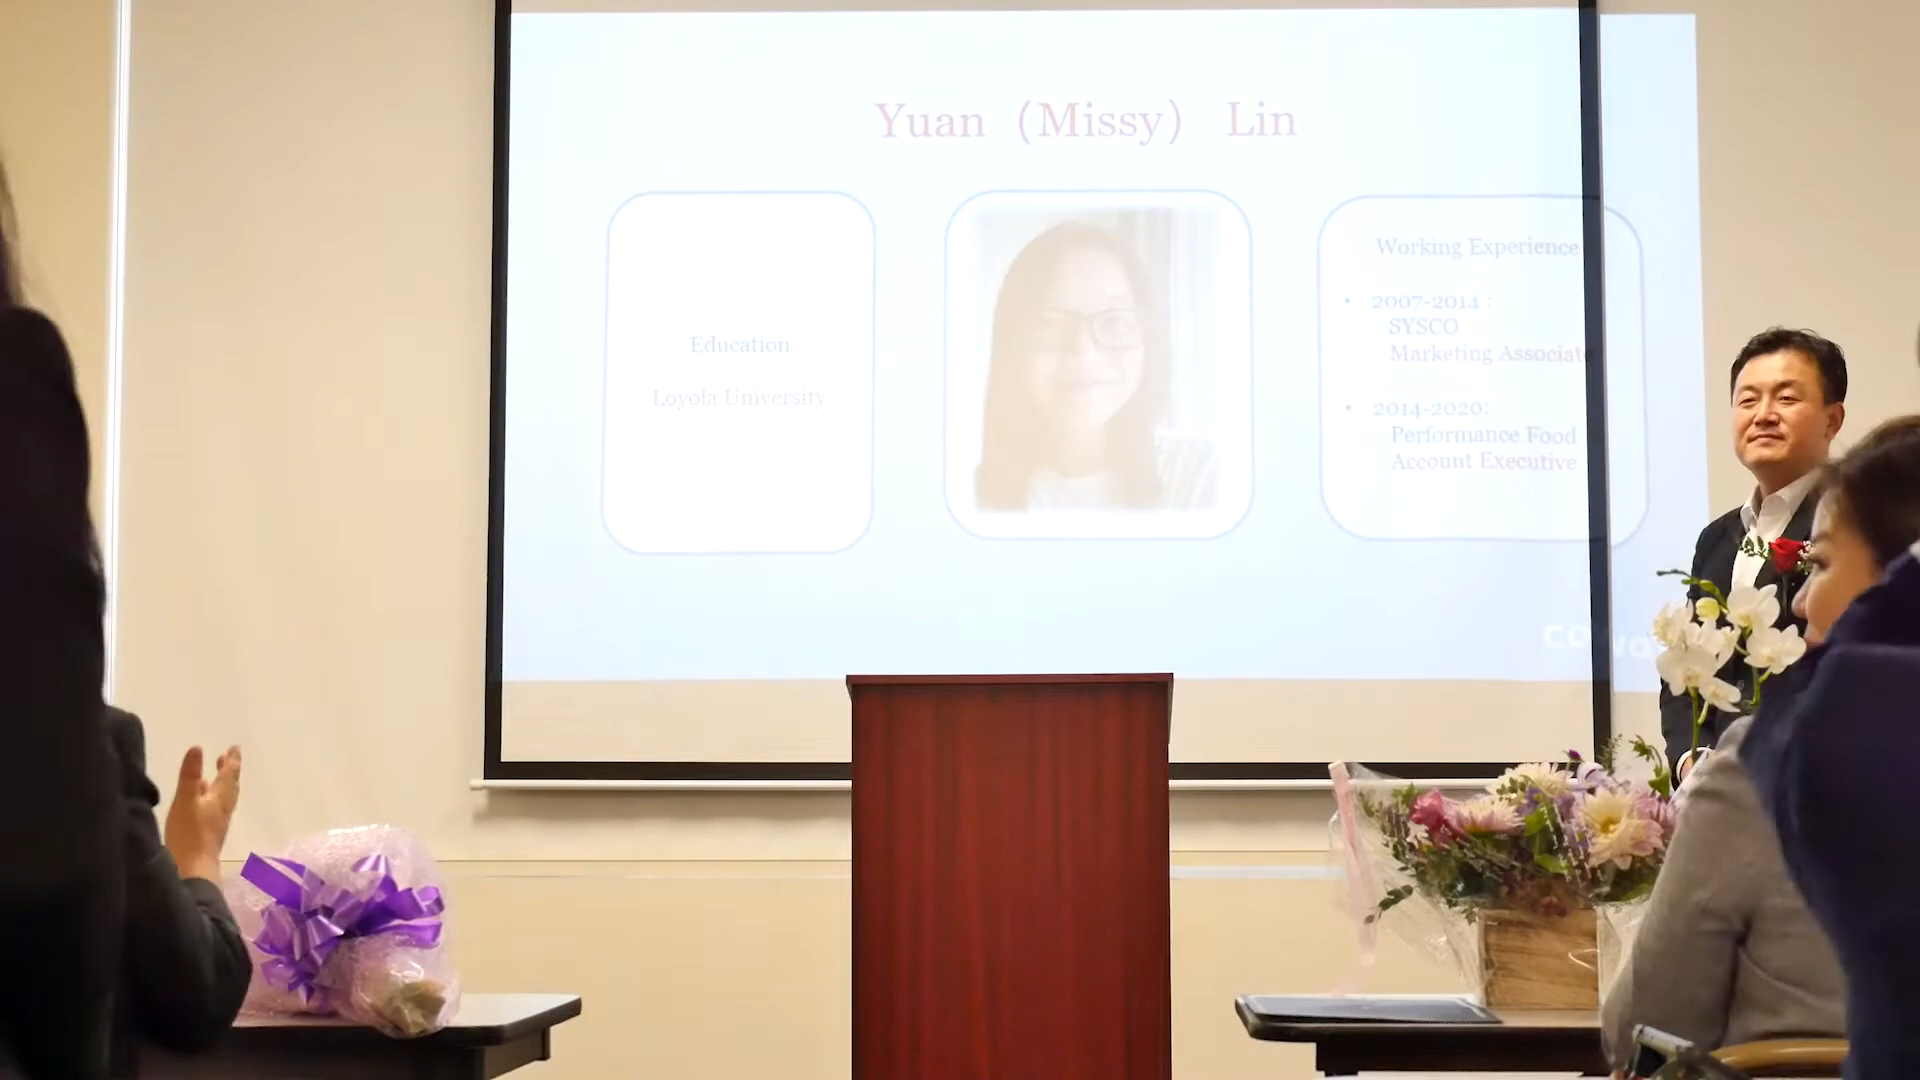 Yuan (Missy) Lin
Education
Loyola University
Working Experience
• 2007-2014 :
SYSCO
Marketing Associate
• 2014-2020:
Performance Food
Account Executive